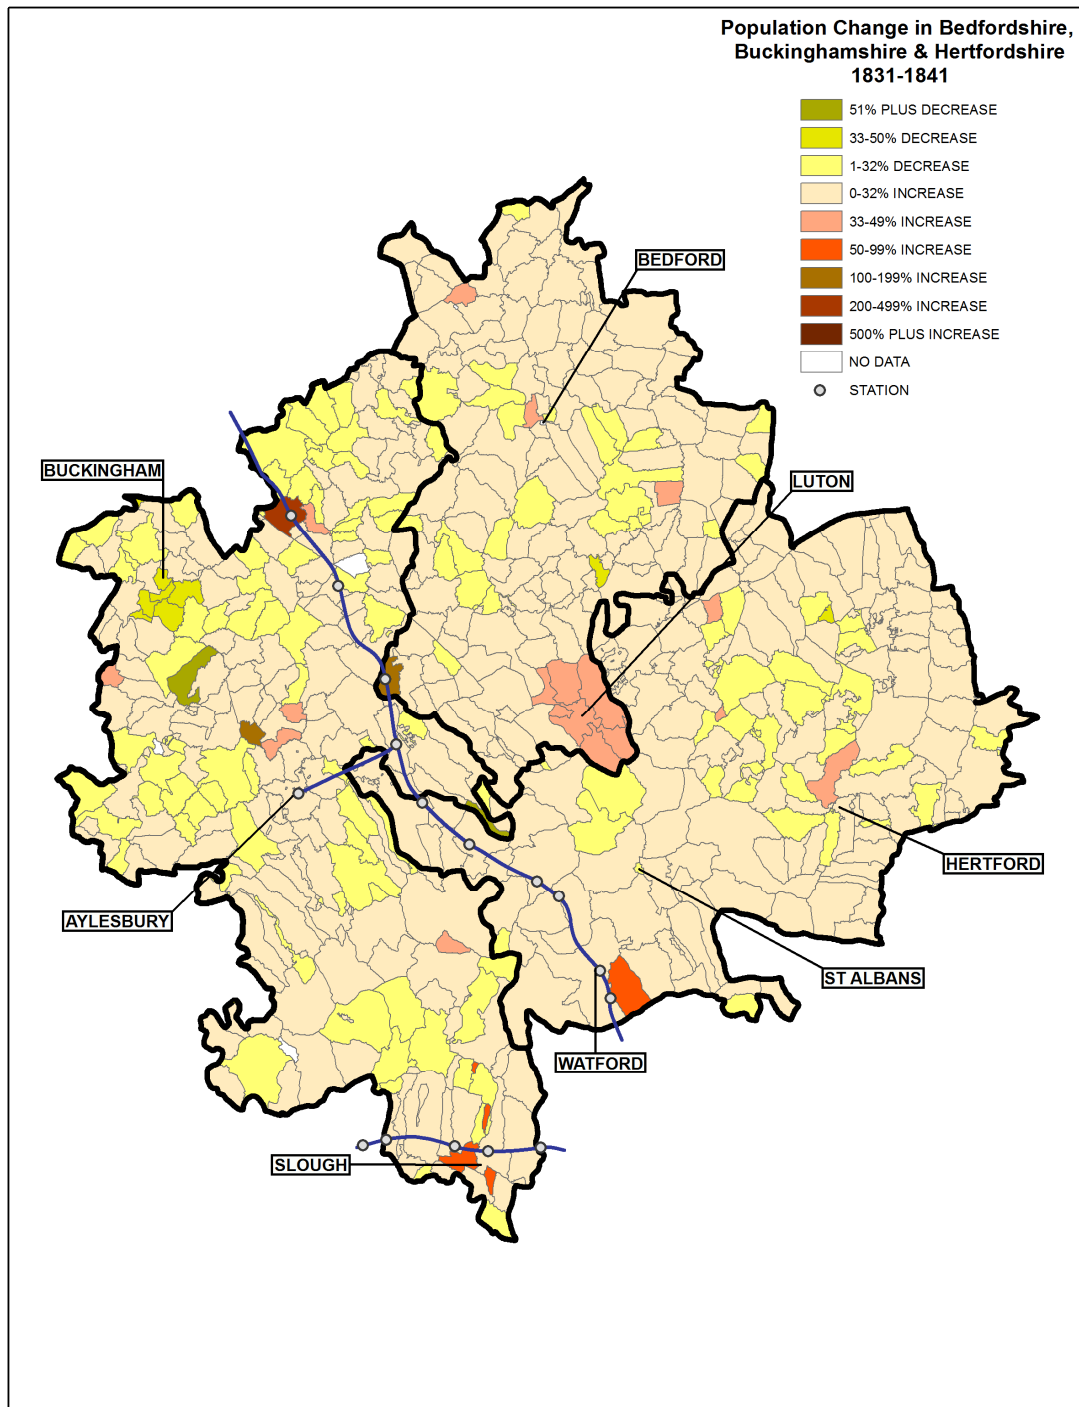 Population Change in Bedfordshire,
Buckinghamshire & Hertfordshire
1831-1841
51% PLUS DECREASE
33-50% DECREASE
1-32% DECREASE
0-32% INCREASE
33-49% INCREASE
50-99% INCREASE
100-199% INCREASE
200-499% INCREASE
500% PLUS INCREASE
NO DATA
STATION
BEDFORD
BUCKINGHAM
LUTON
HERTFORD
AYLESBURY
ST ALBANS
WATFORD
SLOUGH